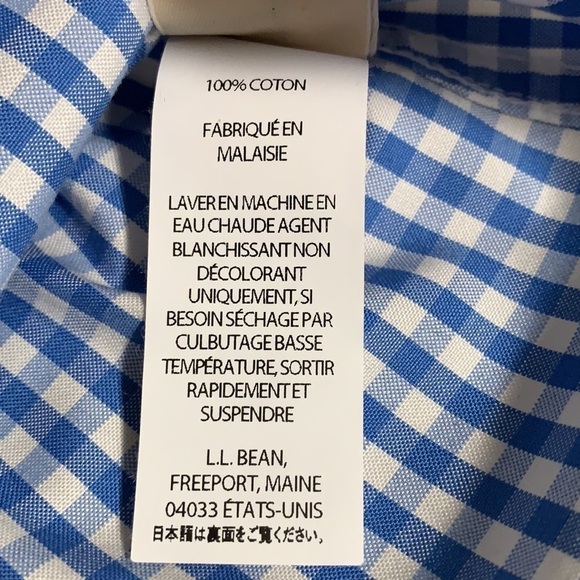 100% COTON
FABRIQUÉ EN
MALAISIE
LAVER EN MACHINE EN
EAU CHAUDE AGENT
BLANCHISSANT NON
DÉCOLORANT
UNIQUEMENT, SI
BESOIN SÉCHAGE PAR
CULBUTAGE BASSE
TEMPÉRATURE, SORTIR
RAPIDEMENT ET
SUSPENDRE
L.L. BEAN,
FREEPORT, MAINE
04033 ÉTATS-UNIS
日本語は裏面をご覧ください。